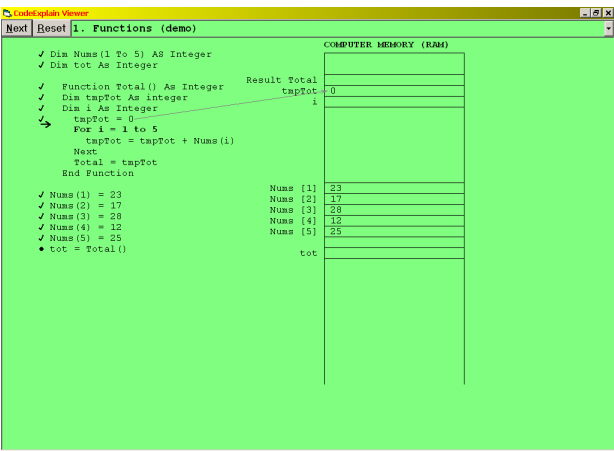 CodeExplain Viewer
Next Reset 1. Functions (demo)
COMPUTER MEMORY (RAM)
Dim Nums(1 To 5) AS Integer
Dim tot As Integer
Function Total() As Integer
Dim tmpTot As integer
Dim i As Integer
tmpTot = 0
For i = 1 to 5
tmpTot = tmpTot + Nums(i)
Next
Total = tmpTot
End Function
Nums(1) = 23
Nums(2) = 17
Nums(3) = 28
Nums(4) = 12
Nums(5) = 25
tot = Total()
Result Total
tmpTot 0
i
Nums [1] 23
Nums [2] 17
Nums [3] 28
Nums [4] 12
Nums [5] 25
tot